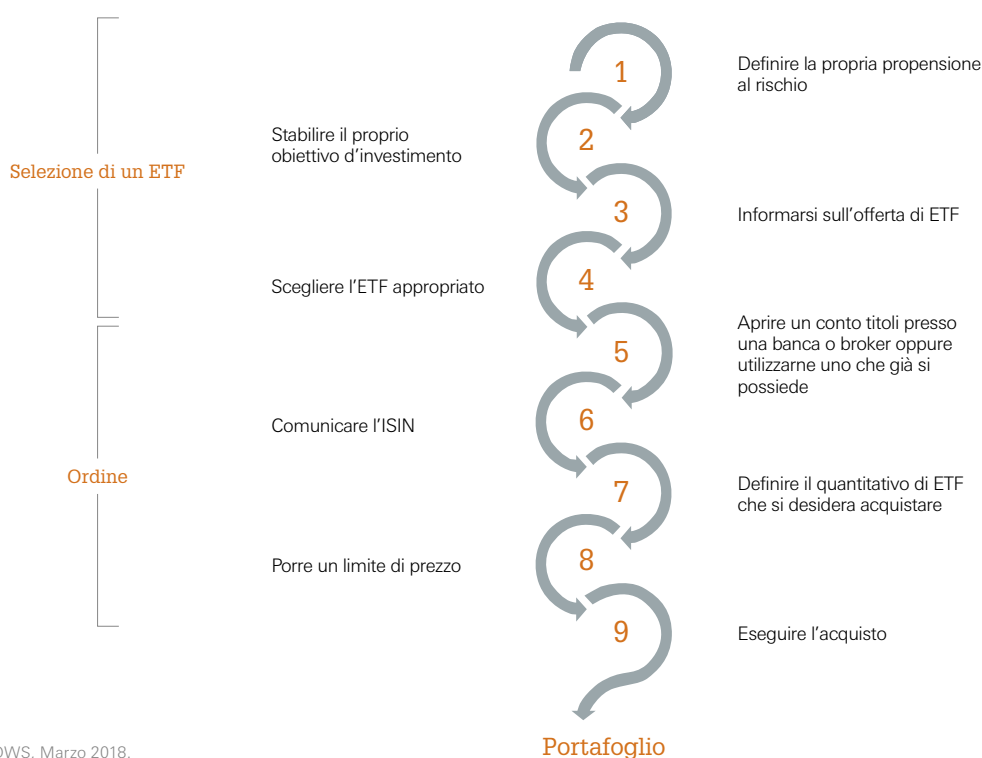 1
Definire la propria propensione
al rischio
Stabilire il proprio
obiettivo d’investimento
2
Selezione di un ETF
3
Informarsi sull’offerta di ETF
Scegliere l’ETF appropriato
4
5
Aprire un conto titoli presso
una banca o broker oppure
utilizzarne uno che già si
possiede
Comunicare l’ISIN
6
Ordine
7
Definire il quantitativo di ETF
che si desidera acquistare
Porre un limite di prezzo
8
9
Eseguire l’acquisto
Portafoglio
DWS. Marzo 2018.